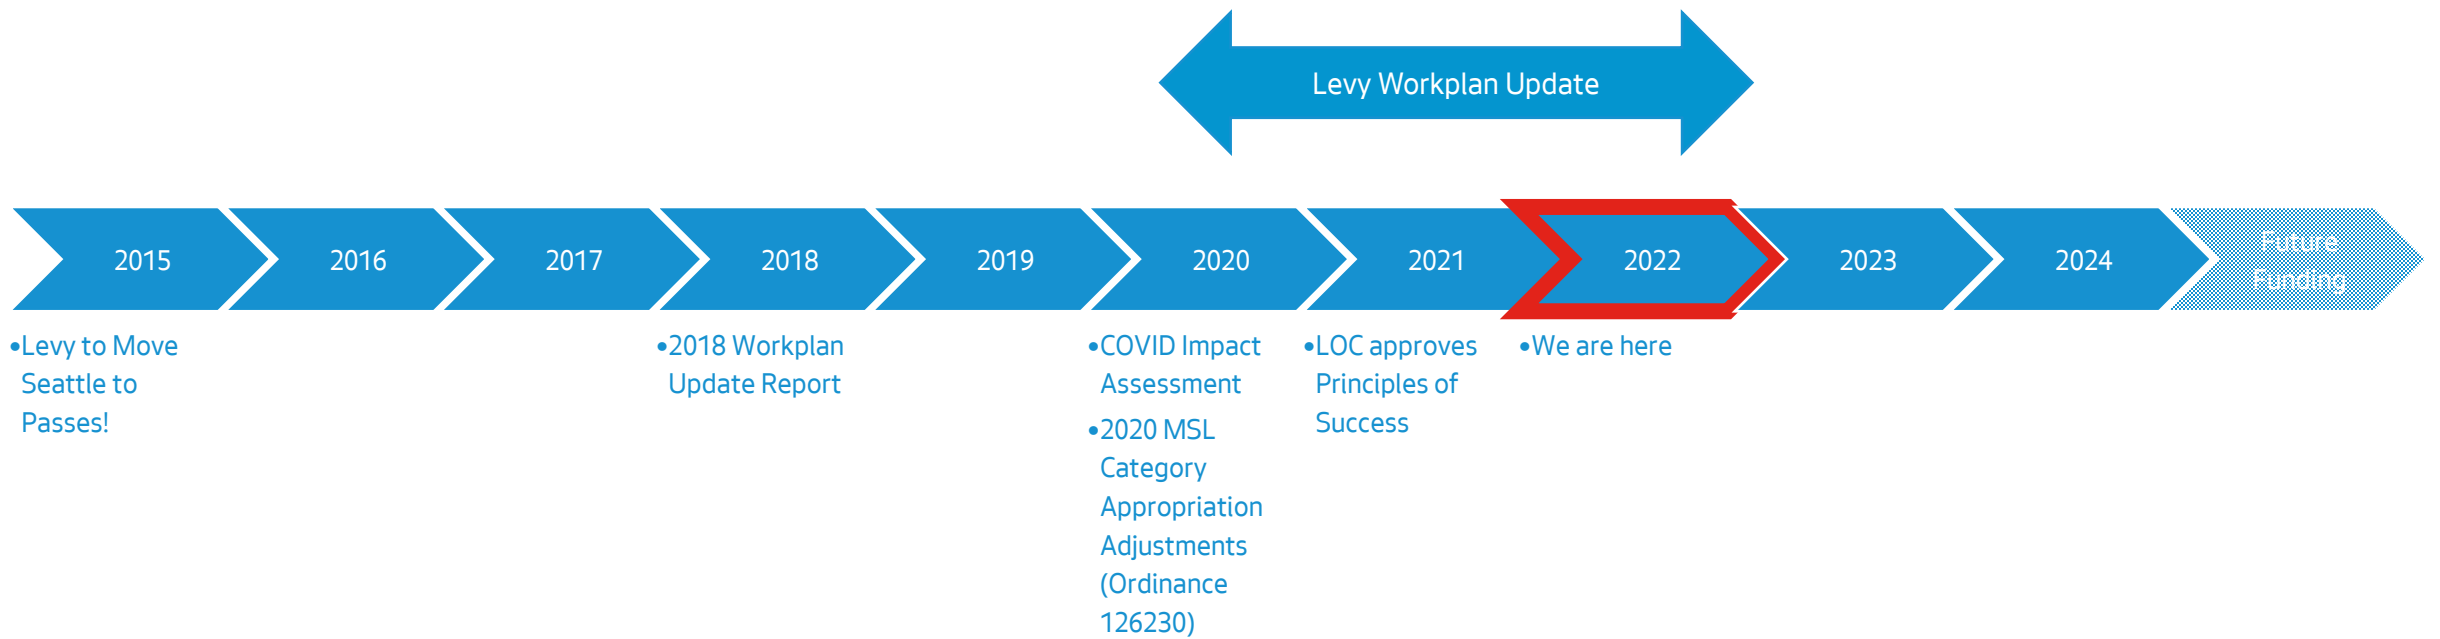 Levy Workplan Update
2015
2016
2017
2018
2019
2020
2021
2022
2023
2024
Future
Funding
•Levy to Move
Seattle to
Passes!
•2018 Workplan
Update Report
•COVID Impact
Assessment
•2020 MSL
Category
Appropriation
Adjustments
(Ordinance
126230)
•LOC approves
Principles of
Success
•We are here